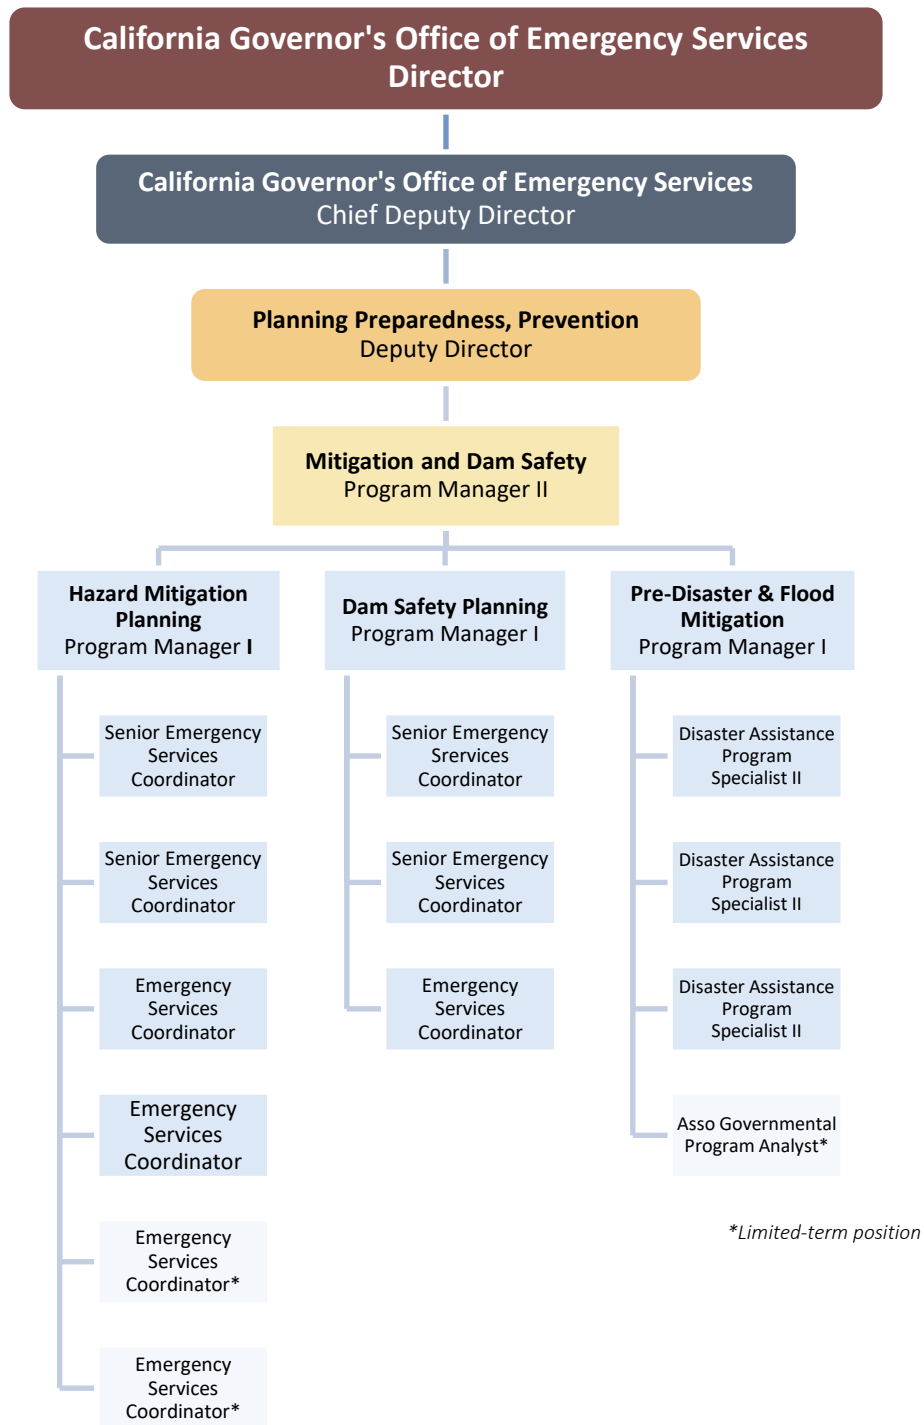 California Governor's Office of Emergency Services
Director
California Governor's Office of Emergency Services
Chief Deputy Director
Planning Preparedness, Prevention
Deputy Director
Mitigation and Dam Safety
Program Manager II
Hazard Mitigation
Planning
Program Manager I
Senior Emergency
Services
Coordinator
Senior Emergency
Services
Coordinator
Emergency
Services
Coordinator
Emergency
Services
Coordinator
Emergency
Services
Coordinator*
Emergency
Services
Coordinator*
Dam Safety Planning
Program Manager I
Senior Emergency
Srervices
Coordinator
Senior Emergency
Services
Coordinator
Emergency
Services
Coordinator
Pre-Disaster & Flood
Mitigation
Program Manager I
Disaster Assistance
Program
Specialist II
Disaster Assistance
Program
Specialist II
Disaster Assistance
Program
Specialist II
Asso Governmental
Program Analyst*
*Limited-term position